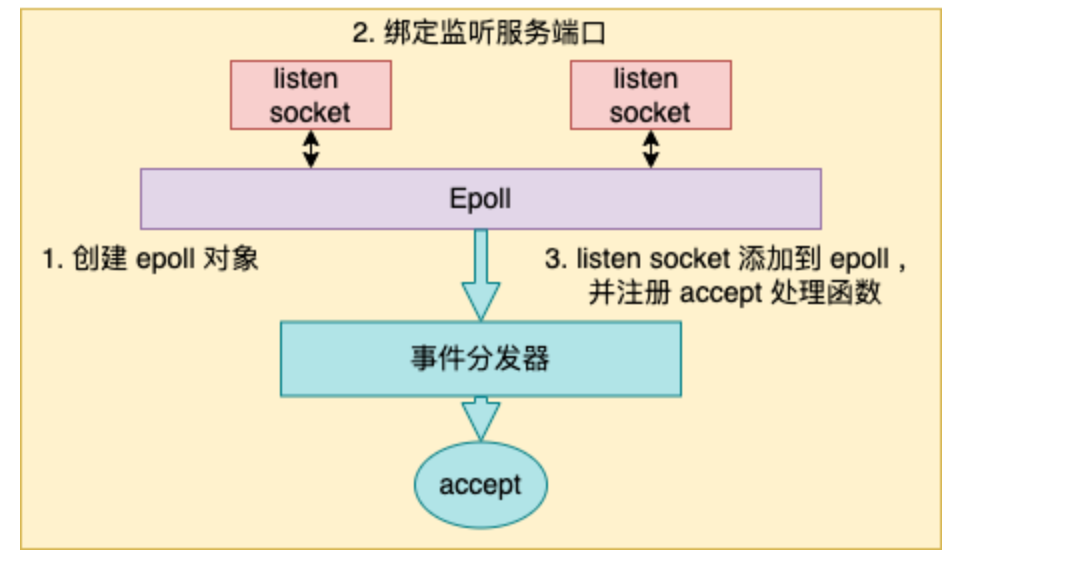 2. 绑定监听服务端口
listen
socket
listen
socket
Epoll
1. 创建 epoll 对象
3. listen socket 添加到 epoll ,
并注册 accept 处理函数
事件分发器
accept